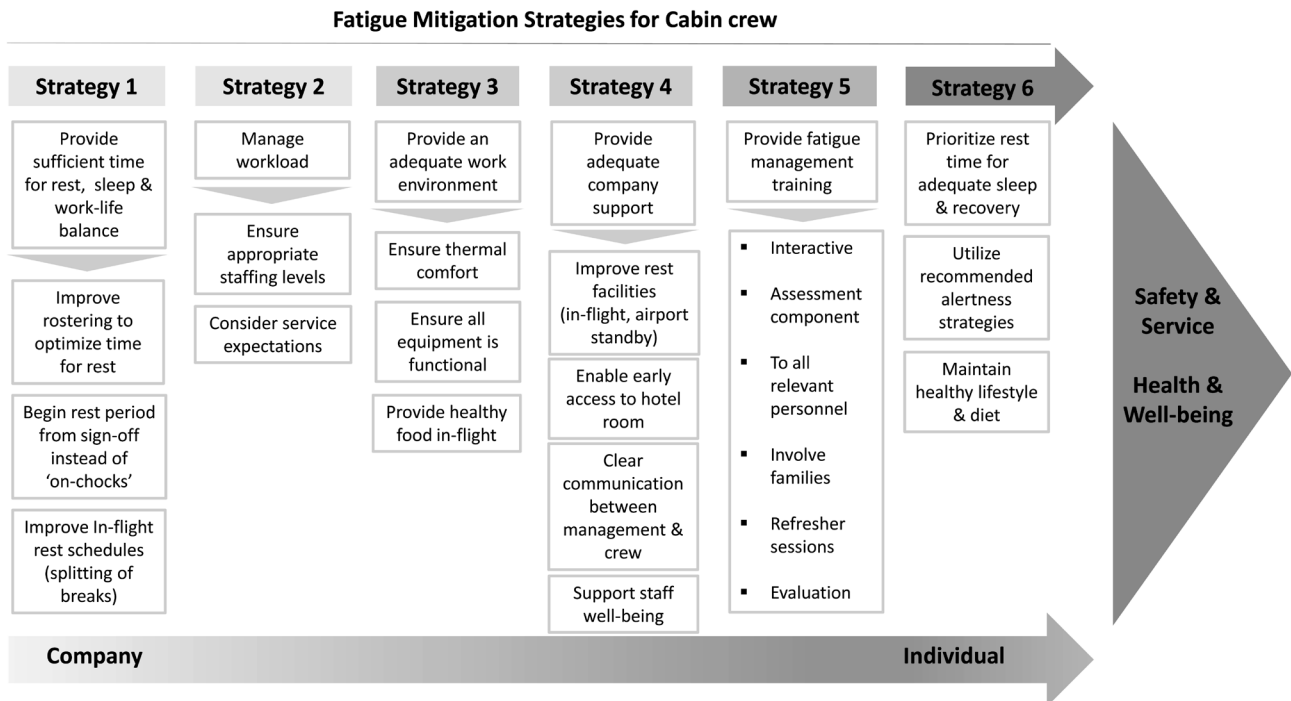 Fatigue Mitigation Strategies for Cabin crew
Strategy 1
Provide
sufficient time
for rest, sleep &
work-life
balance
Improve
rostering to
optimize time
for rest
Begin rest period
from sign-off
instead of
‘on-chocks’
Improve In-flight
rest schedules
(splitting of
breaks)
Strategy 2
Manage
workload
Ensure
appropriate
staffing levels
Consider service
expectations
Strategy 3
Provide an
adequate work
environment
Ensure thermal
comfort
Ensure all
equipment is
functional
Provide healthy
food in-flight
Strategy 4
Provide
adequate
company
support
Improve rest
facilities
(in-flight, airport
standby)
Enable early
access to hotel
room
Clear
communication
between
management &
crew
Support staff
well-being
Strategy 5
Provide fatigue
management
training
▪ Interactive
▪ Assessment
component
▪ To all
relevant
personnel
▪ Involve
families
▪ Refresher
sessions
▪ Evaluation
Strategy 6
Prioritize rest
time for
adequate sleep
& recovery
Utilize
recommended
alertness
strategies
Maintain
healthy lifestyle
& diet
Safety &
Service
Health &
Well-being
Company
Individual